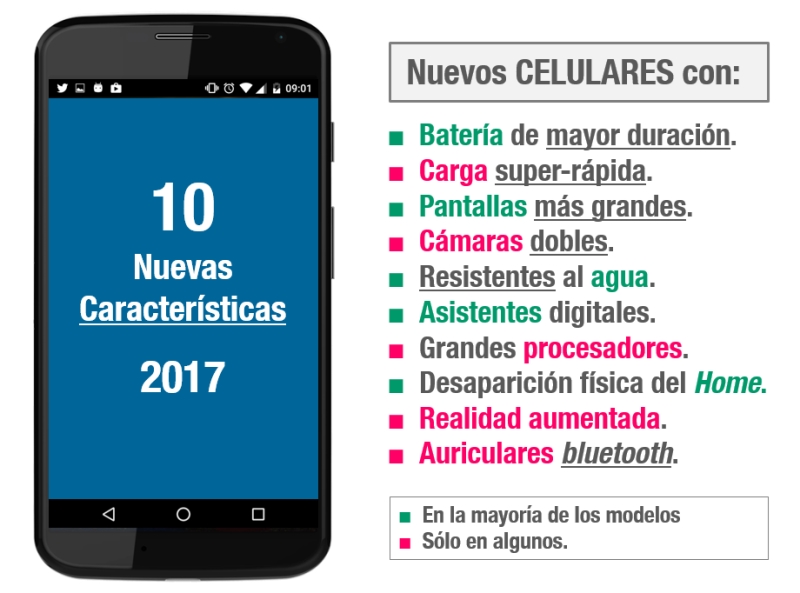 09:07
10
Nuevas
Características
2017
Nuevos CELULARES con:
Batería de mayor duración.
Carga super-rápida.
Pantallas más grandes.
Cámaras dobles.
Resistentes al agua.
Asistentes digitales.
Grandes procesadores.
Desaparición física del Home.
Realidad aumentada.
Auriculares bluetooth.
En la mayoría de los modelos
Sólo en algunos.